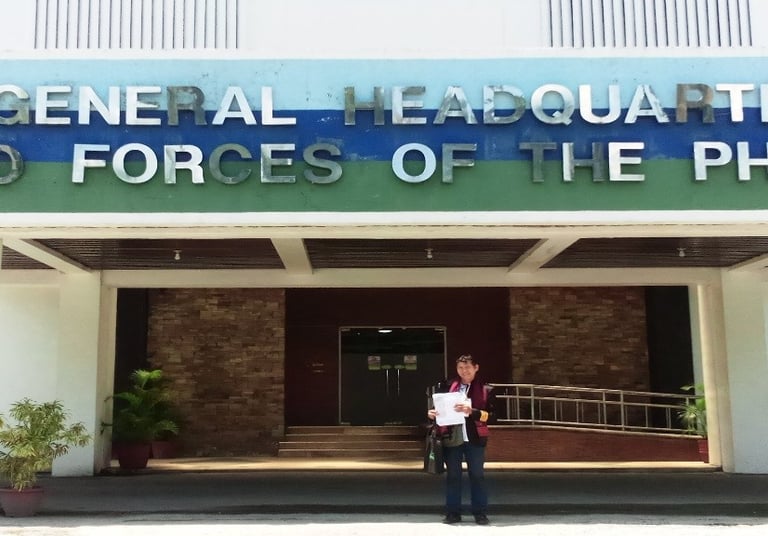 GENERAL HEADQUARTE
D FORCES OF THE PH